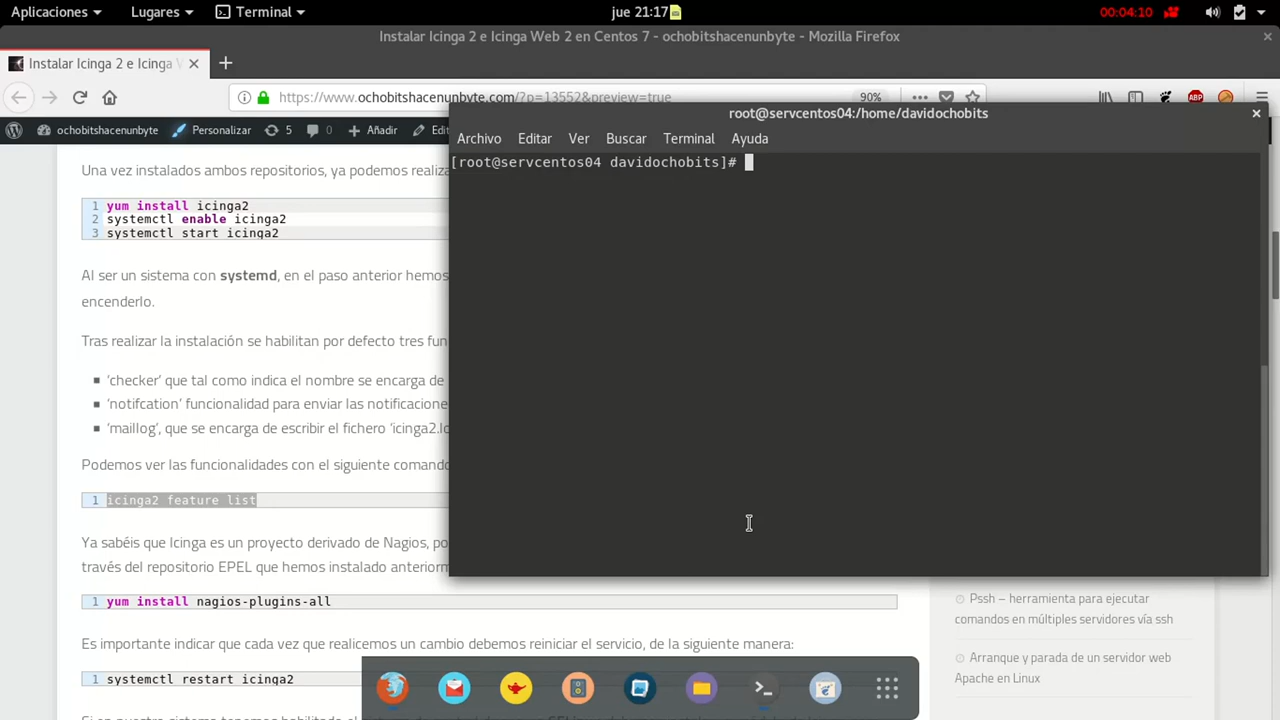 Aplicaciones Lugares Terminal jue 21:17 00:04:10
Instalar Icinga 2 e Icinga Web 2 en Centos 7 - ochobitshacenunbyte - Mozilla Firefox
Instalar Icinga 2 e Icinga W
https://www.ochobitshacenunbyte.com/?p=13552&preview=true 90% ABP
ochobitshacenunbyte Personalizar 5 0 Añadir Edit
root@servcentos04:/home/davidochobits
Archivo Editar Ver Buscar Terminal Ayuda
[root@servcentos04 davidochobits]#
Una vez instalados ambos repositorios, ya podemos realiza
1 yum install icinga2
2 systemctl enable icinga2
3 systemctl start icinga2
Al ser un sistema con systemd, en el paso anterior hemos
encenderlo.
Tras realizar la instalación se habilitan por defecto tres fun
'checker' que tal como indica el nombre se encarga de
'notifcation' funcionalidad para enviar las notificacione
'maillog', que se encarga de escribir el fichero 'icinga2.lo
Podemos ver las funcionalidades con el siguiente comando
1 icinga2 feature list
Ya sabéis que Icinga es un proyecto derivado de Nagios, po
través del repositorio EPEL que hemos instalado anteriorm
1 yum install nagios-plugins-all
Es importante indicar que cada vez que realicemos un cambio debemos reiniciar el servicio, de la siguiente manera:
1 systemctl restart icinga2
Pssh – herramienta para ejecutar
comandos en múltiples servidores vía ssh
Arranque y parada de un servidor web
Apache en Linux